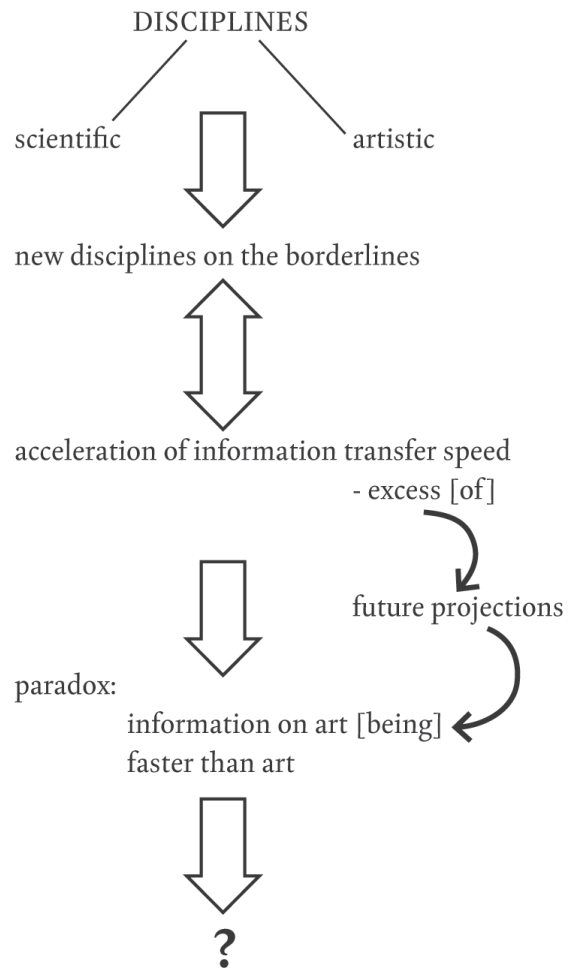 DISCIPLINES
scientific
artistic
new disciplines on the borderlines
acceleration of information transfer speed
- excess [of]
future projections
paradox:
information on art [being]
faster than art
?